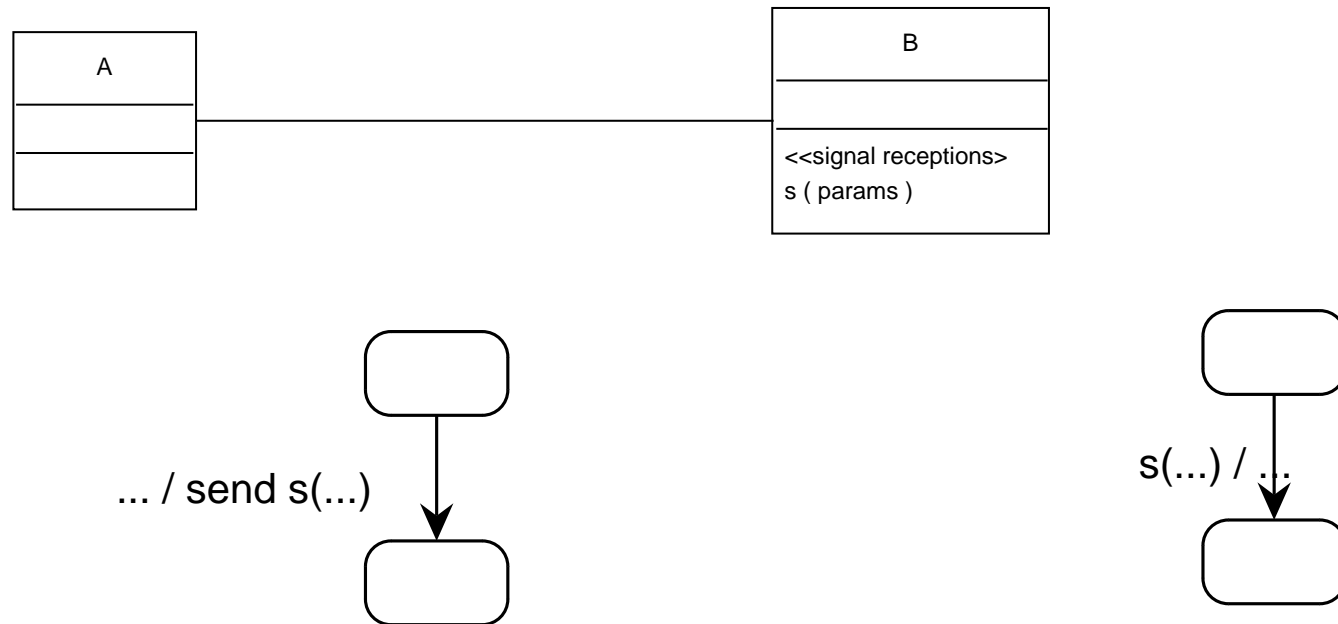 A
B
<<signal receptions>
s ( params )
... / send s(...)
s(...) / ...